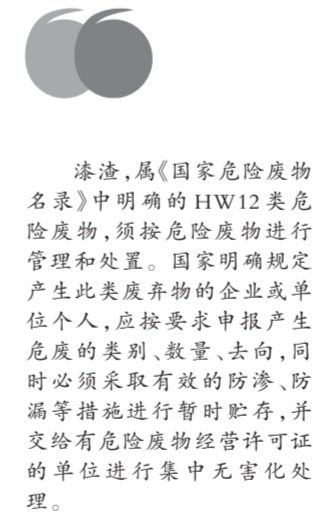 漆渣,属《国家危险废物
名录》中明确的HW12类危
险废物,须按危险废物进行
管理和处置。国家明确规定
产生此类废弃物的企业或单
位个人,应按要求申报产生
危废的类别、数量、去向,同
时必须采取有效的防渗、防
漏等措施进行暂时贮存,并
交给有危险废物经营许可证
的单位进行集中无害化处
理。